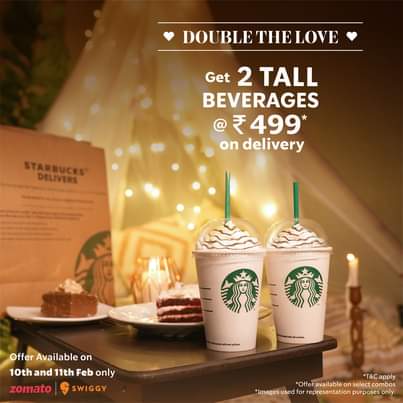 ♥ DOUBLE THE LOVE ♥
Get 2 TALL
BEVERAGES
@ ₹499*
on delivery
STARBUCKS™
DELIVERS
Offer Available on
10th and 11th Feb only
zomato | SWIGGY
*T&C apply
*Offer available on select combos
*Images used for representation purposes only.